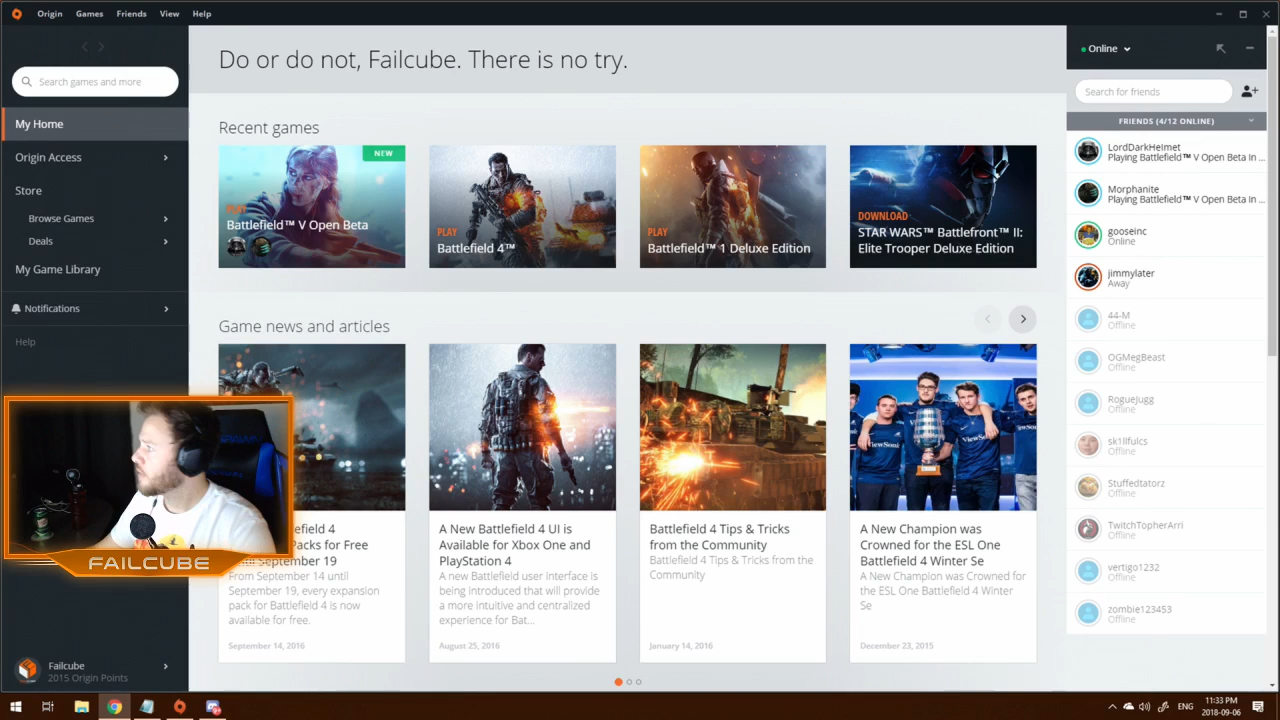 Origin
Games
Friends
View
Help
Search games and more
My Home
Origin Access
Store
Browse Games
Deals
My Game Library
Notifications
Help
FAILCUBE
Failcube
2015 Origin Points
Do or do not, Failcube. There is no try.
Recent games
NEW
PLAY
Battlefield™ V Open Beta
PLAY
Battlefield 4™
PLAY
Battlefield™ 1 Deluxe Edition
DOWNLOAD
STAR WARS™ Battlefront™ II:
Elite Trooper Deluxe Edition
Game news and articles
efield 4
Packs for Free
September 19
From September 14 until
September 19, every expansion
pack for Battlefield 4 is now
available for free.
September 14, 2016
A New Battlefield 4 UI is
Available for Xbox One and
PlayStation 4
A new Battlefield user interface is
being introduced that will provide
a more intuitive and centralized
experience for Bat...
August 25, 2016
Battlefield 4 Tips & Tricks
from the Community
Battlefield 4 Tips & Tricks from the
Community
January 14, 2016
ViewSonic
A New Champion was
Crowned for the ESL One
Battlefield 4 Winter Se
A New Champion was Crowned for
the ESL One Battlefield 4 Winter
Se
December 23, 2015
Online
Search for friends
FRIENDS (4/12 ONLINE)
LordDarkHelmet
Playing Battlefield™ V Open Beta In ...
Morphanite
Playing Battlefield™ V Open Beta In ...
gooseinc
Online
jimmylater
Away
44-M
Offline
OGMegBeast
Offline
RogueJugg
Offline
sk1llfulcs
Offline
Stuffedtatorz
Offline
TwitchTopherArri
Offline
vertigo1232
Offline
zombie123453
Offline
ENG
11:33 PM
2018-09-06